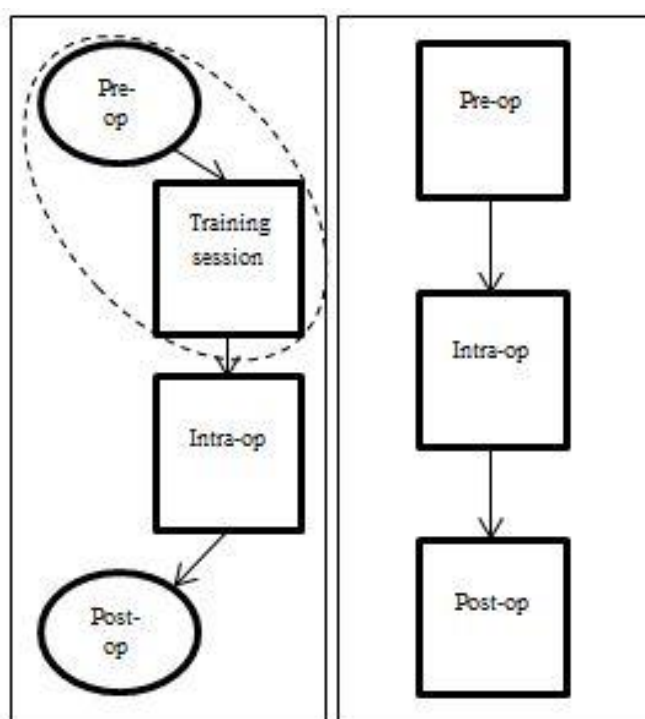 Pre-
op
Training
session
Intra-op
Post-
op
Pre-op
Intra-op
Post-op